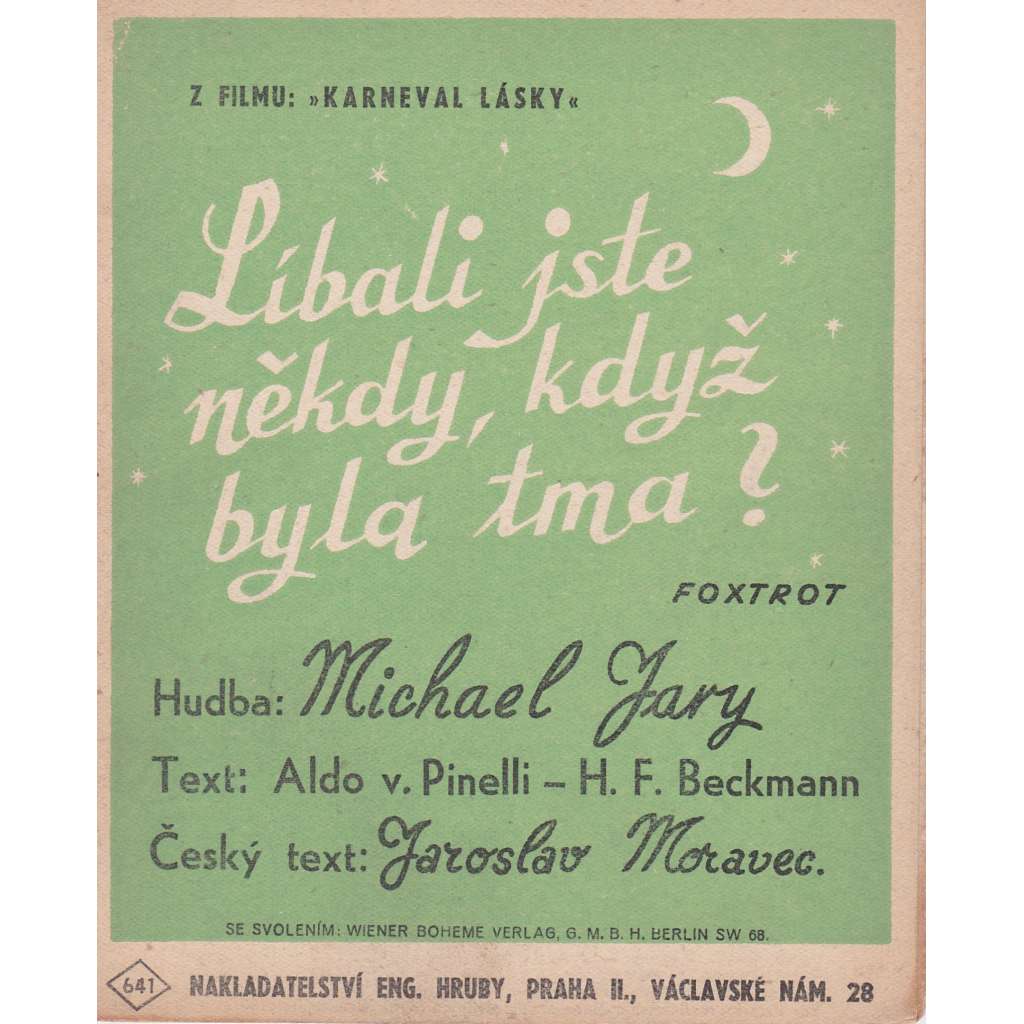 Z FILMU: »KARNEVAL LÁSKY«
Líbali jste
někdy, když
byla tma?
FOXTROT
Hudba: Michael Jary
Text: Aldo v. Pinelli – H. F. Beckmann
Český text: Jaroslav Moravec.
SE SVOLENÍM: WIENER BOHEME VERLAG, G. M. B. H. BERLIN SW 68.
641 NAKLADATELSTVÍ ENG. HRUBY, PRAHA II., VÁCLAVSKÉ NÁM. 28